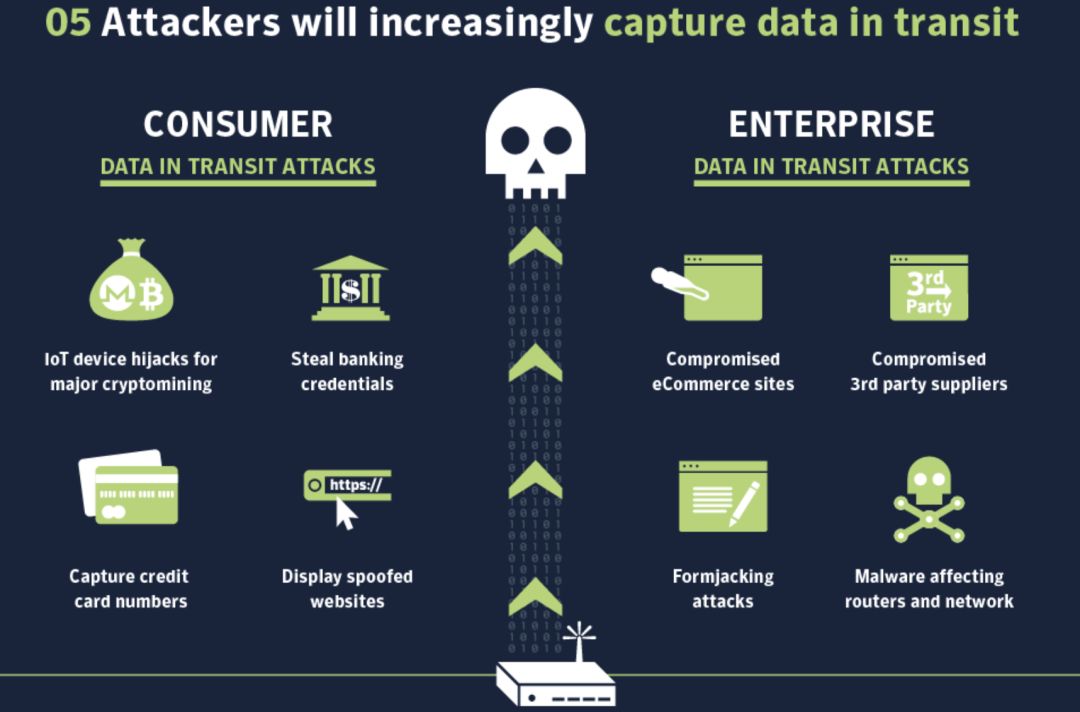 05 Attackers will increasingly capture data in transit
CONSUMER
DATA IN TRANSIT ATTACKS
IoT device hijacks for
major cryptomining
$
Steal banking
credentials
Capture credit
card numbers
https://
Display spoofed
websites
ENTERPRISE
DATA IN TRANSIT ATTACKS
Compromised
eCommerce sites
3rd
Party
Compromised
3rd party suppliers
Formjacking
attacks
Malware affecting
routers and network